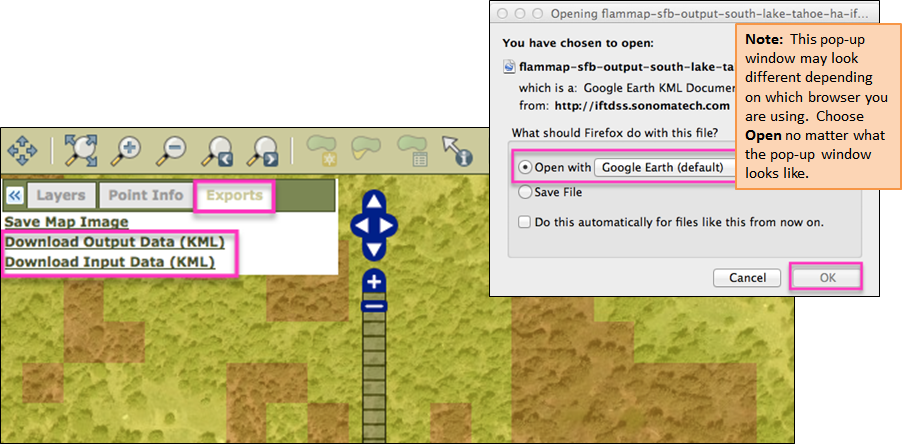 Opening flammap-sfb-output-south-lake-tahoe-ha-if...
You have chosen to open:
flammap-sfb-output-south-lake-ta
which is a: Google Earth KML Docume
from: http://iftdss.sonomatech.com
What should Firefox do with this file?
Open with Google Earth (default)
Save File
Do this automatically for files like this from now on.
Cancel OK
Note: This pop-up
window may look
different depending
on which browser you
are using. Choose
Open no matter what
the pop-up window
looks like.
Layers Point Info Exports
Save Map Image
Download Output Data (KML)
Download Input Data (KML)